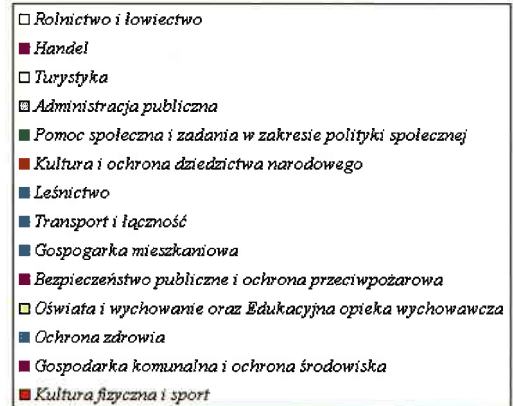 Rolnictwo i łowiectwo
Handel
Turystyka
Administracja publiczna
Pomoc społeczna i zadania w zakresie polityki społecznej
Kultura i ochrona dziedzictwa narodowego
Leśnictwo
Transport i łączność
Gospogarka mieszkaniowa
Bezpieczeństwo publiczne i ochrona przeciwpożarowa
Oświata i wychowanie oraz Edukacyjna opieka wychowawcza
Ochrona zdrowia
Gospodarka komunalna i ochrona środowiska
Kultura fizyczna i sport